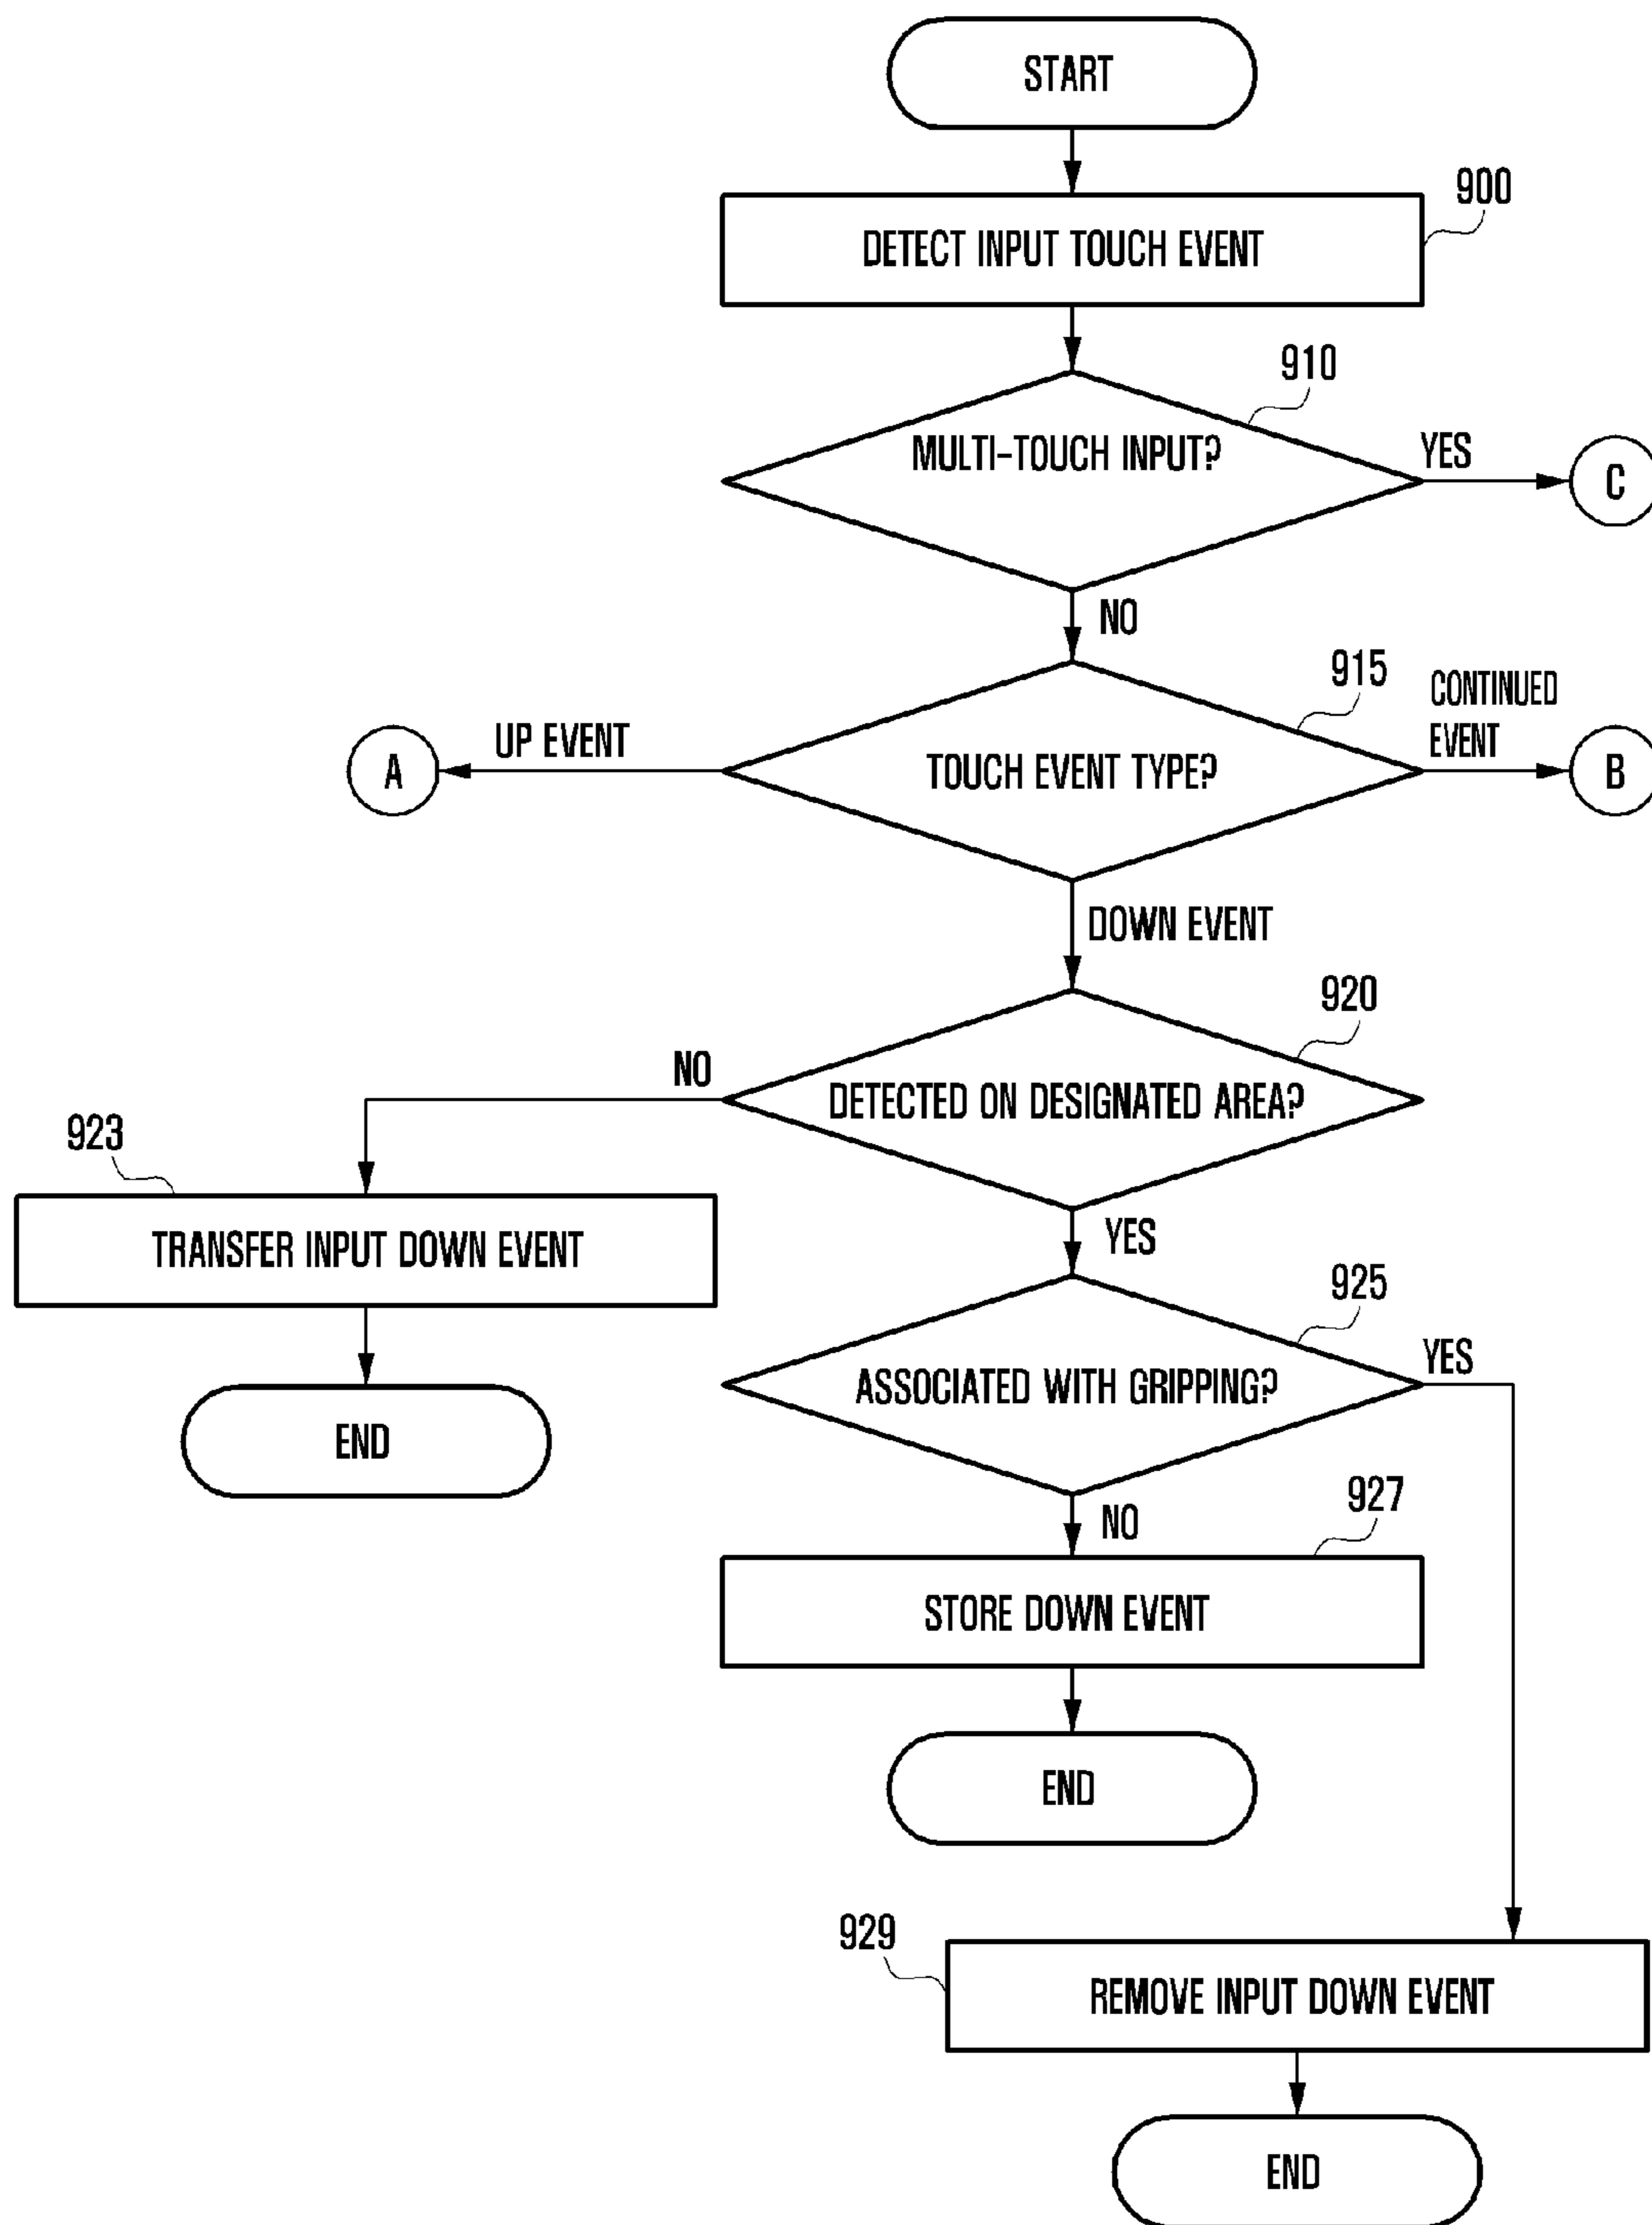 START
900
DETECT INPUT TOUCH EVENT
910
MULTI-TOUCH INPUT?
YES
C
NO
915
CONTINUED
EVENT
UP EVENT
A
TOUCH EVENT TYPE?
B
DOWN EVENT
920
NO
DETECTED ON DESIGNATED AREA?
923
TRANSFER INPUT DOWN EVENT
YES
925
YES
ASSOCIATED WITH GRIPPING?
END
927
NO
STORE DOWN EVENT
END
929
REMOVE INPUT DOWN EVENT
END